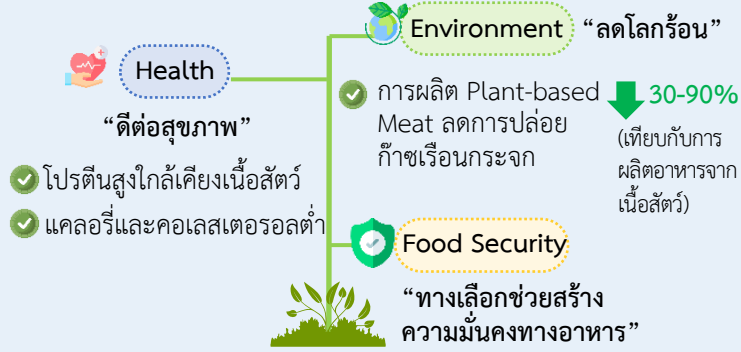 Health
“ดีต่อสุขภาพ”
โปรตีนสูงใกล้เคียงเนื้อสัตว์
แคลอรี่และคอเลสเตอรอลต่ำ
Environment “ลดโลกร้อน”
การผลิต Plant-based
Meat ลดการปล่อย
ก๊าซเรือนกระจก
30-90%
(เทียบกับการ
ผลิตอาหารจาก
เนื้อสัตว์)
Food Security
“ทางเลือกช่วยสร้าง
ความมั่นคงทางอาหาร”